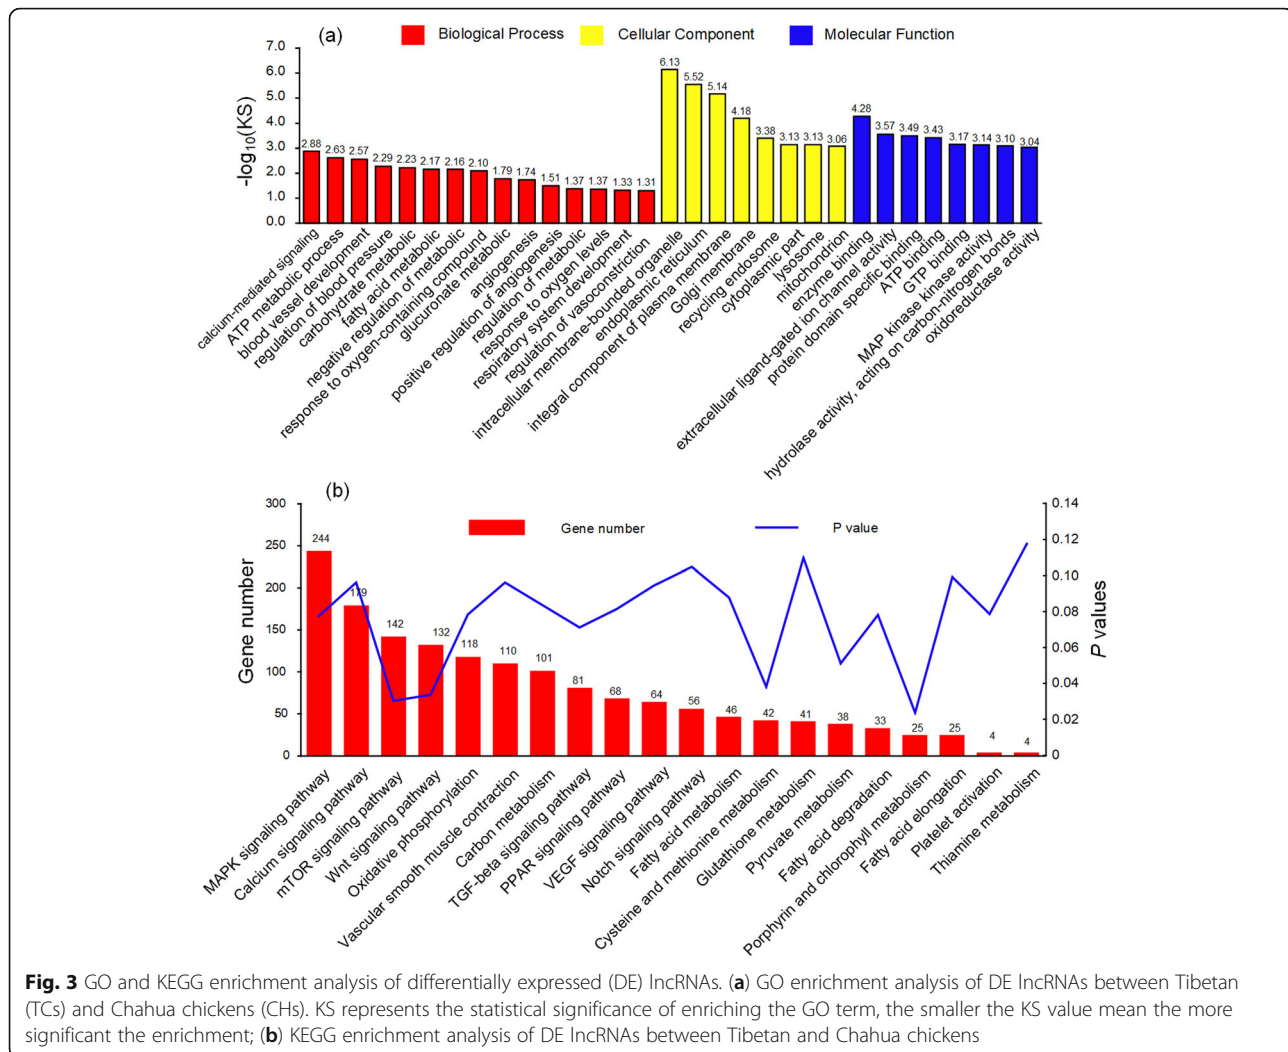 (a)
Biological Process
Cellular Component
Molecular Function
-log10(KS)
7.0
6.0
5.0
4.0
3.0
2.0
1.0
0.0
2.88
2.63
2.57
2.29
2.23
2.17
2.16
2.10
1.79
1.74
1.51
1.37
1.37
1.33
1.31
6.13
5.52
5.14
4.18
3.38
3.13
3.13
3.06
4.28
3.57
3.49
3.43
3.17
3.14
3.10
3.04
calcium-mediated signaling
ATP metabolic process
blood vessel development
regulation of blood pressure
carbohydrate metabolic
fatty acid metabolic
negative regulation of metabolic
response to oxygen-containing compound
glucuronate metabolic
angiogenesis
positive regulation of angiogenesis
regulation of metabolic
response to oxygen levels
respiratory system development
regulation of vasoconstriction
intracellular membrane-bounded organelle
endoplasmic reticulum
integral component of plasma membrane
Golgi membrane
recycling endosome
cytoplasmic part
lysosome
mitochondrion
enzyme binding
extracellular ligand-gated ion channel activity
protein domain specific binding
ATP binding
GTP binding
MAP kinase kinase activity
hydrolase activity, acting on carbon-nitrogen bonds
oxidoreductase activity
(b)
Gene number
P value
Gene number
300
250
200
150
100
50
0
P values
0.14
0.12
0.10
0.08
0.06
0.04
0.02
0
244
179
142
132
118
110
101
81
68
64
56
46
42
41
38
33
25
25
4
4
MAPK signaling pathway
Calcium signaling pathway
mTOR signaling pathway
Wnt signaling pathway
Oxidative phosphorylation
Vascular smooth muscle contraction
Carbon metabolism
TGF-beta signaling pathway
PPAR signaling pathway
VEGF signaling pathway
Notch signaling pathway
Fatty acid metabolism
Cysteine and methionine metabolism
Glutathione metabolism
Pyruvate metabolism
Fatty acid degradation
Porphyrin and chlorophyll metabolism
Fatty acid elongation
Platelet activation
Thiamine metabolism
Fig. 3 GO and KEGG enrichment analysis of differentially expressed (DE) lncRNAs. (a) GO enrichment analysis of DE lncRNAs between Tibetan
(TCs) and Chahua chickens (CHs). KS represents the statistical significance of enriching the GO term, the smaller the KS value mean the more
significant the enrichment; (b) KEGG enrichment analysis of DE lncRNAs between Tibetan and Chahua chickens